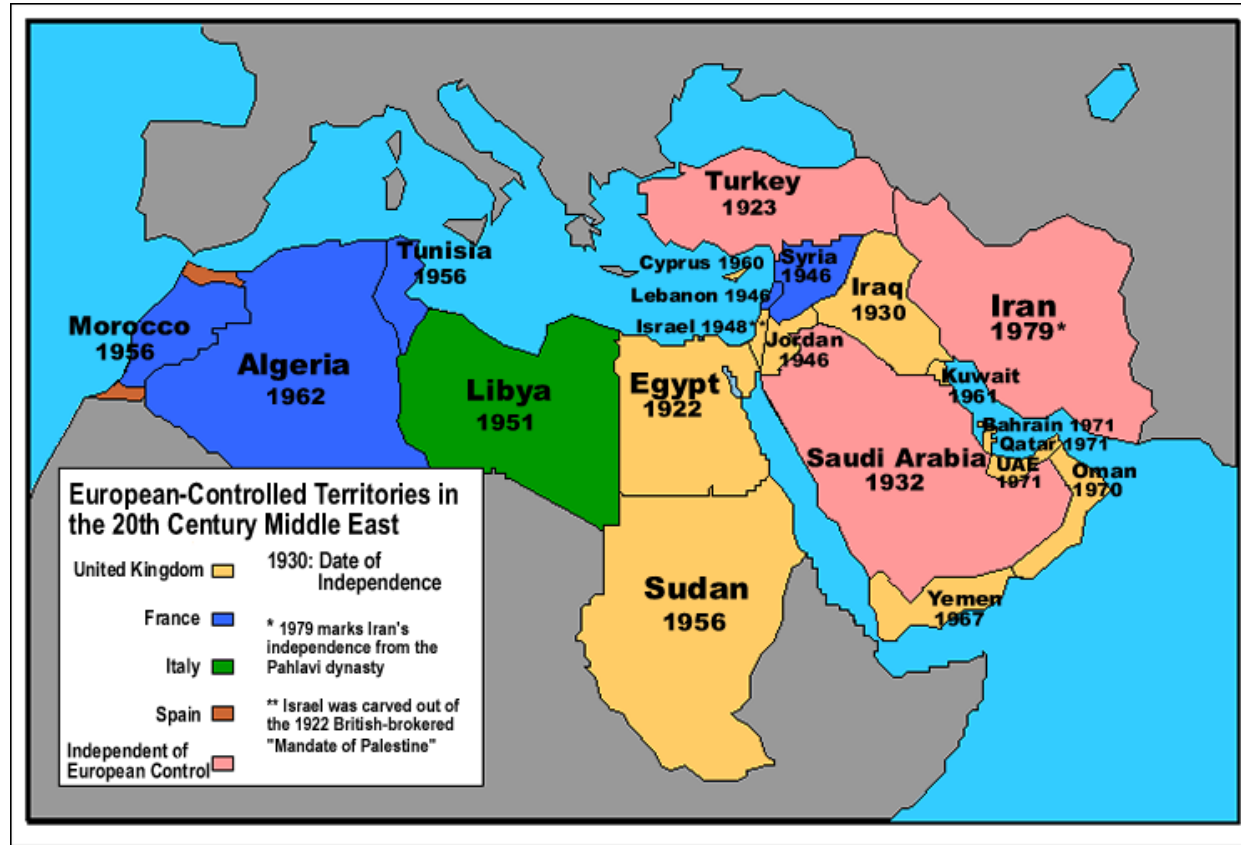 Turkey
1923
Tunisia
1956
Cyprus 1960
Syria
1946
Lebanon 1946
Iraq
1930
Iran
1979*
Israel 1948**
Jordan
1946
Morocco
1956
Algeria
1962
Libya
1951
Egypt
1922
Kuwait
1961
Bahrain 1971
Qatar 1971
Saudi Arabia
1932
UAE
1971
Oman
1970
Sudan
1956
Yemen
1967
European-Controlled Territories in
the 20th Century Middle East
United Kingdom
France
Italy
Spain
Independent of
European Control
1930: Date of
Independence
* 1979 marks Iran's
independence from the
Pahlavi dynasty
** Israel was carved out of
the 1922 British-brokered
"Mandate of Palestine"